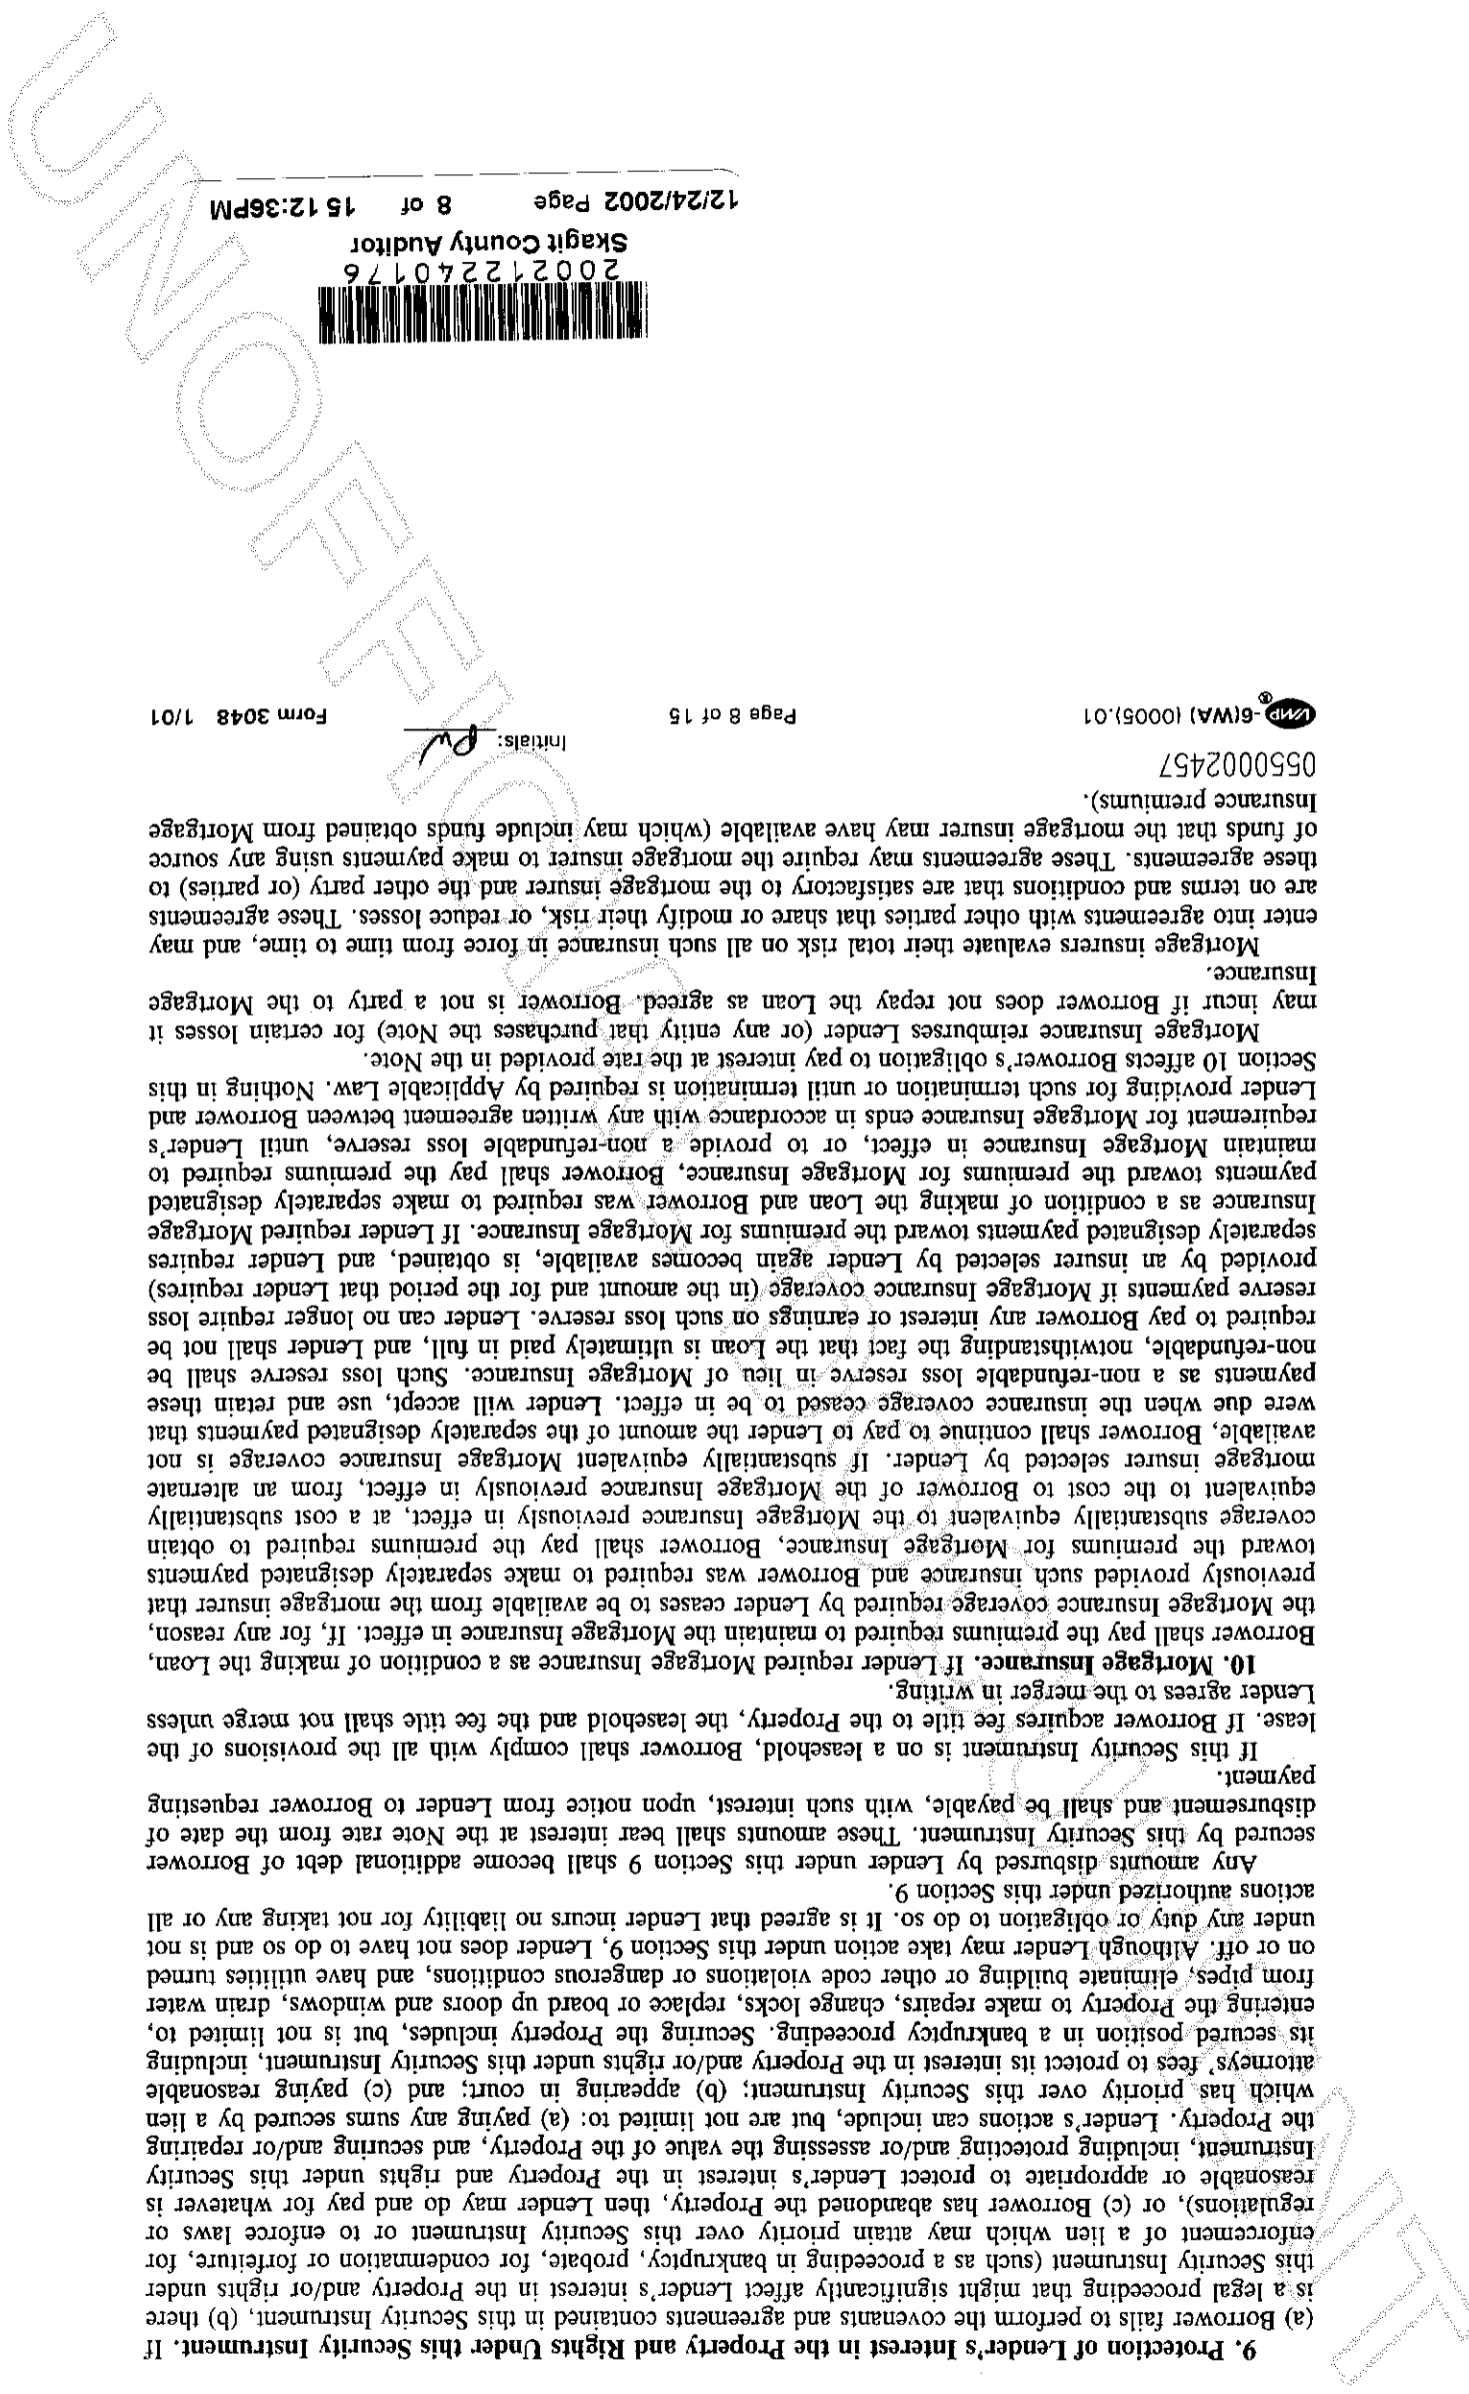 9. Protection of Lender's Interest in the Property and Rights Under this Security Instrument. If
(a) Borrower fails to perform the covenants and agreements contained in this Security Instrument, (b) there
is a legal proceeding that might significantly affect Lender's interest in the Property and/or rights under
this Security Instrument (such as a proceeding in bankruptcy, probate, for condemnation or forfeiture, for
enforcement of a lien which may attain priority over this Security Instrument or to enforce laws or
regulations), or (c) Borrower has abandoned the Property, then Lender may do and pay for whatever is
reasonable or appropriate to protect Lender's interest in the Property and rights under this Security
Instrument, including protecting and/or assessing the value of the Property, and securing and/or repairing
the Property. Lender's actions can include, but are not limited to: (a) paying any sums secured by a lien
which has priority over this Security Instrument; (b) appearing in court; and (c) paying reasonable
attorneys' fees to protect its interest in the Property and/or rights under this Security Instrument, including
its secured position in a bankruptcy proceeding. Securing the Property includes, but is not limited to,
entering the Property to make repairs, change locks, replace or board up doors and windows, drain water
from pipes, eliminate building or other code violations or dangerous conditions, and have utilities turned
on or off. Although Lender may take action under this Section 9, Lender does not have to do so and is not
under any duty or obligation to do so. It is agreed that Lender incurs no liability for not taking any or all
actions authorized under this Section 9.
Any amounts disbursed by Lender under this Section 9 shall become additional debt of Borrower
secured by this Security Instrument. These amounts shall bear interest at the Note rate from the date of
disbursement and shall be payable, with such interest, upon notice from Lender to Borrower requesting
payment.
If this Security Instrument is on a leasehold, Borrower shall comply with all the provisions of the
lease. If Borrower acquires fee title to the Property, the leasehold and the fee title shall not merge unless
Lender agrees to the merger in writing.
10. Mortgage Insurance. If Lender required Mortgage Insurance as a condition of making the Loan,
Borrower shall pay the premiums required to maintain the Mortgage Insurance in effect. If, for any reason,
the Mortgage Insurance coverage required by Lender ceases to be available from the mortgage insurer that
previously provided such insurance and Borrower was required to make separately designated payments
toward the premiums for Mortgage Insurance, Borrower shall pay the premiums required to obtain
coverage substantially equivalent to the Mortgage Insurance previously in effect, at a cost substantially
equivalent to the cost to Borrower of the Mortgage Insurance previously in effect, from an alternate
mortgage insurer selected by Lender. If substantially equivalent Mortgage Insurance coverage is not
available, Borrower shall continue to pay to Lender the amount of the separately designated payments that
were due when the insurance coverage ceased to be in effect. Lender will accept, use and retain these
payments as a non-refundable loss reserve in lieu of Mortgage Insurance. Such loss reserve shall be
non-refundable, notwithstanding the fact that the Loan is ultimately paid in full, and Lender shall not be
required to pay Borrower any interest or earnings on such loss reserve. Lender can no longer require loss
reserve payments if Mortgage Insurance coverage (in the amount and for the period that Lender requires)
provided by an insurer selected by Lender again becomes available, is obtained, and Lender requires
separately designated payments toward the premiums for Mortgage Insurance. If Lender required Mortgage
Insurance as a condition of making the Loan and Borrower was required to make separately designated
payments toward the premiums for Mortgage Insurance, Borrower shall pay the premiums required to
maintain Mortgage Insurance in effect, or to provide a non-refundable loss reserve, until Lender's
requirement for Mortgage Insurance ends in accordance with any written agreement between Borrower and
Lender providing for such termination or until termination is required by Applicable Law. Nothing in this
Section 10 affects Borrower's obligation to pay interest at the rate provided in the Note.
Mortgage Insurance reimburses Lender (or any entity that purchases the Note) for certain losses it
may incur if Borrower does not repay the Loan as agreed. Borrower is not a party to the Mortgage
Insurance.
Mortgage insurers evaluate their total risk on all such insurance in force from time to time, and may
enter into agreements with other parties that share or modify their risk, or reduce losses. These agreements
are on terms and conditions that are satisfactory to the mortgage insurer and the other party (or parties) to
these agreements. These agreements may require the mortgage insurer to make payments using any source
of funds that the mortgage insurer may have available (which may include funds obtained from Mortgage
Insurance premiums).
0550002457
Initials: PW
VMP®-6(WA) (0005).01 Page 8 of 15 Form 3048 1/01
200212240176
Skagit County Auditor
12/24/2002 Page 8 of 15 12:36PM
UNOFFICIAL DOCUMENT